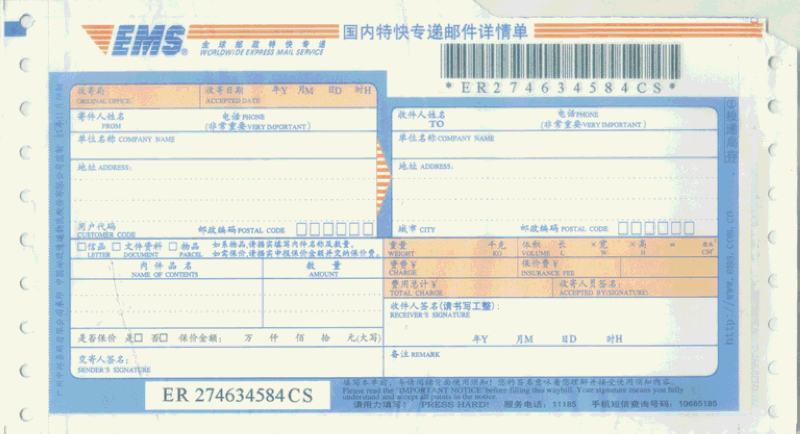 EMS® 全球邮政特快专递
WORLDWIDE EXPRESS MAIL SERVICE
国内特快专递邮件详情单
*ER274634584CS*
收寄局 ORIGINAL OFFICE
收寄日期 ACCEPTED DATE 年Y 月M 日D 时H
寄件人姓名 FROM
电话 PHONE (非常重要 VERY IMPORTANT)
单位名称 COMPANY NAME
地址 ADDRESS:
用户代码 CUSTOMER CODE
邮政编码 POSTAL CODE □□□□□□
收件人姓名 TO
电话 PHONE (非常重要 VERY IMPORTANT)
单位名称 COMPANY NAME
地址 ADDRESS:
城市 CITY
邮政编码 POSTAL CODE □□□□□□
□信函 LETTER □文件资料 DOCUMENT □物品 PARCEL
如系物品,请据实填写内件名称及数量。
如需保价,请据实申报保价金额并交纳保价费。
内件品名 NAME OF CONTENTS
数量 AMOUNT
是否保价 是□ 否□ 保价金额: 万 仟 佰 拾 元(大写)
交寄人签名: SENDER'S SIGNATURE
重量 WEIGHT 千克 KG
体积 VOLUME 长 L ×宽 W ×高 H = CM³
资费¥ CHARGE
保价费¥ INSURANCE FEE
费用总计¥ TOTAL CHARGE
收寄人员签名: ACCEPTED BY(SIGNATURE)
收件人签名(请书写工整): RECEIVER'S SIGNATURE
年Y 月M 日D 时H
备注 REMARK
ER 274634584 CS
填写本单前,务请阅读背面使用须知!您的签名意味着您理解并接受使用须知内容。
Please read the "IMPORTANT NOTICE" before filling this waybill. Your signature means you fully
understand and accept all points in the notice.
请用力填写! PRESS HARD! 服务电话:11185 手机短信查询号码:10665185
http://www.ems.com.cn